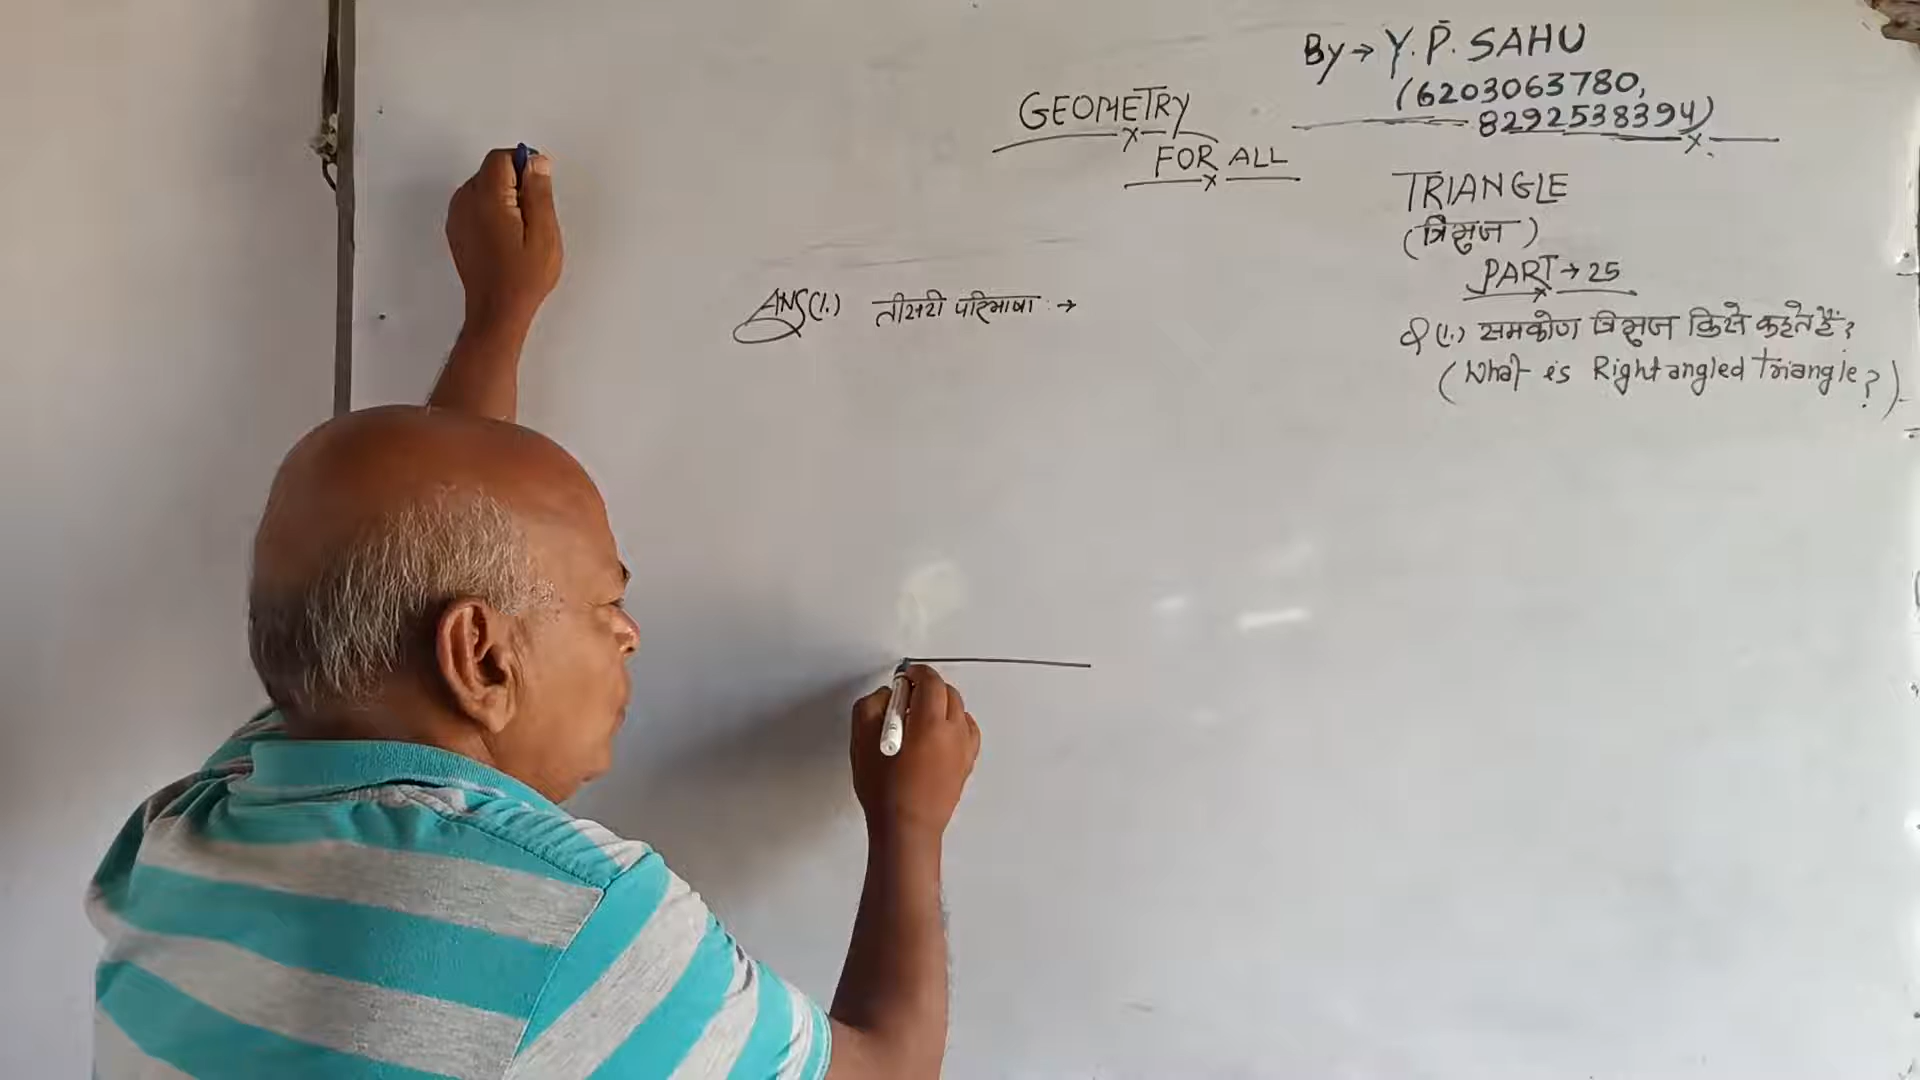 By → Y. P. SAHU
(6203063780,
8292538394)
GEOMETRY
FOR ALL
TRIANGLE
(त्रिभुज)
PART → 25
Q (1.) समकोण त्रिभुज किसे कहते हैं?
(What is Right angled Triangle?)
ANS (1.) तीसरी परिभाषा :→